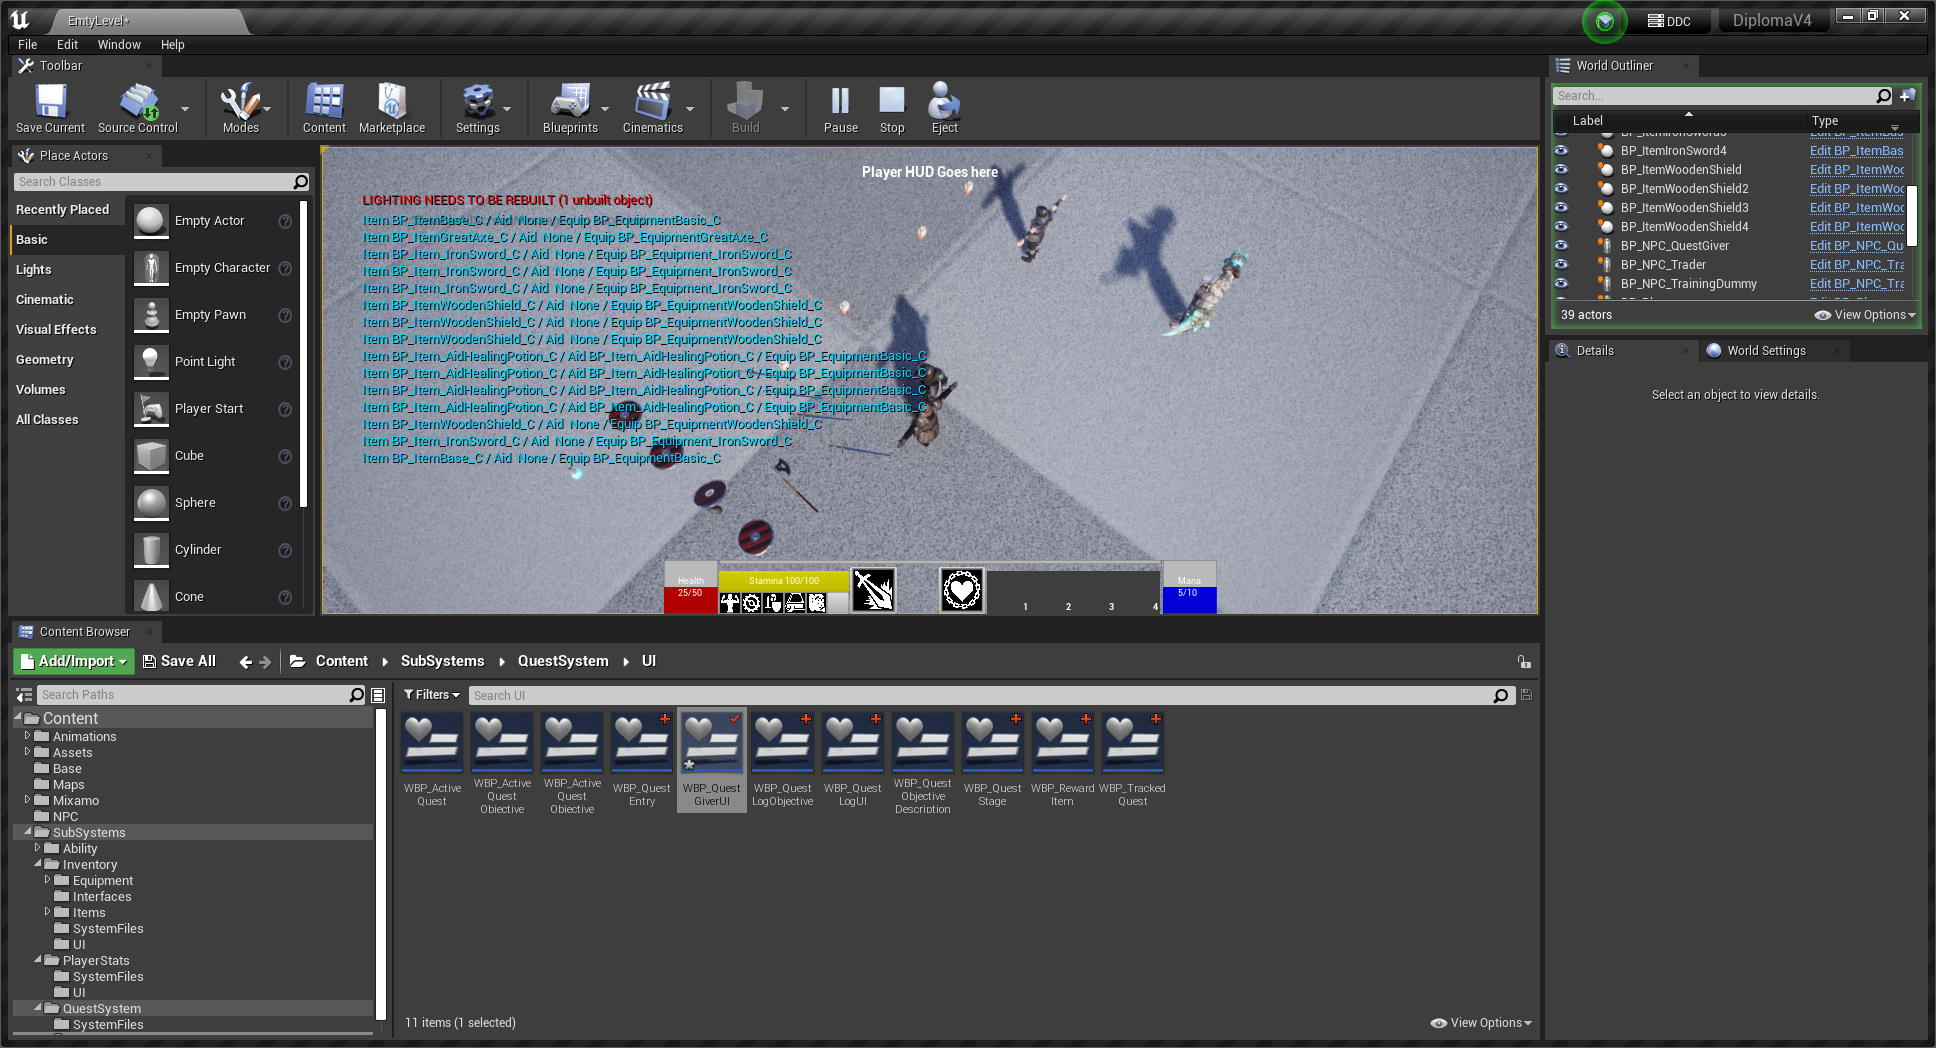 EmtyLevel*
DDC
DiplomaV4
File Edit Window Help
Toolbar
Save Current
Source Control
Modes
Content
Marketplace
Settings
Blueprints
Cinematics
Build
Pause
Stop
Eject
Place Actors
Search Classes
Recently Placed
Basic
Lights
Cinematic
Visual Effects
Geometry
Volumes
All Classes
Empty Actor
Empty Character
Empty Pawn
Point Light
Player Start
Cube
Sphere
Cylinder
Cone
Player HUD Goes here
LIGHTING NEEDS TO BE REBUILT (1 unbuilt object)
Item BP_ItemBase_C / Aid None / Equip BP_EquipmentBasic_C
Item BP_ItemGreatAxe_C / Aid None / Equip BP_EquipmentGreatAxe_C
Item BP_Item_IronSword_C / Aid None / Equip BP_Equipment_IronSword_C
Item BP_Item_IronSword_C / Aid None / Equip BP_Equipment_IronSword_C
Item BP_Item_IronSword_C / Aid None / Equip BP_Equipment_IronSword_C
Item BP_ItemWoodenShield_C / Aid None / Equip BP_EquipmentWoodenShield_C
Item BP_ItemWoodenShield_C / Aid None / Equip BP_EquipmentWoodenShield_C
Item BP_ItemWoodenShield_C / Aid None / Equip BP_EquipmentWoodenShield_C
Item BP_Item_AidHealingPotion_C / Aid BP_Item_AidHealingPotion_C / Equip BP_EquipmentBasic_C
Item BP_Item_AidHealingPotion_C / Aid BP_Item_AidHealingPotion_C / Equip BP_EquipmentBasic_C
Item BP_Item_AidHealingPotion_C / Aid BP_Item_AidHealingPotion_C / Equip BP_EquipmentBasic_C
Item BP_Item_AidHealingPotion_C / Aid BP_Item_AidHealingPotion_C / Equip BP_EquipmentBasic_C
Item BP_ItemWoodenShield_C / Aid None / Equip BP_EquipmentWoodenShield_C
Item BP_Item_IronSword_C / Aid None / Equip BP_Equipment_IronSword_C
Item BP_ItemBase_C / Aid None / Equip BP_EquipmentBasic_C
Health
25/50
Stamina 100/100
1 2 3 4
Mana
5/10
World Outliner
Search...
Label Type
BP_ItemIronSword4 Edit BP_ItemBas
BP_ItemWoodenShield Edit BP_ItemWoo
BP_ItemWoodenShield2 Edit BP_ItemWoo
BP_ItemWoodenShield3 Edit BP_ItemWoo
BP_ItemWoodenShield4 Edit BP_ItemWoo
BP_NPC_QuestGiver Edit BP_NPC_Qu
BP_NPC_Trader Edit BP_NPC_Tra
BP_NPC_TrainingDummy Edit BP_NPC_Tra
39 actors
View Options
Details
World Settings
Select an object to view details.
Content Browser
Add/Import
Save All
Content
SubSystems
QuestSystem
UI
Search Paths
Content
Animations
Assets
Base
Maps
Mixamo
NPC
SubSystems
Ability
Inventory
Equipment
Interfaces
Items
SystemFiles
UI
PlayerStats
SystemFiles
UI
QuestSystem
SystemFiles
Filters
Search UI
WBP_Active
Quest
WBP_Active
Quest
Objective
WBP_Active
Quest
Objective
WBP_Quest
Entry
WBP_Quest
GiverUI
WBP_Quest
LogObjective
WBP_Quest
LogUI
WBP_Quest
Objective
Description
WBP_Quest
Stage
WBP_Reward
Item
WBP_Tracked
Quest
11 items (1 selected)
View Options